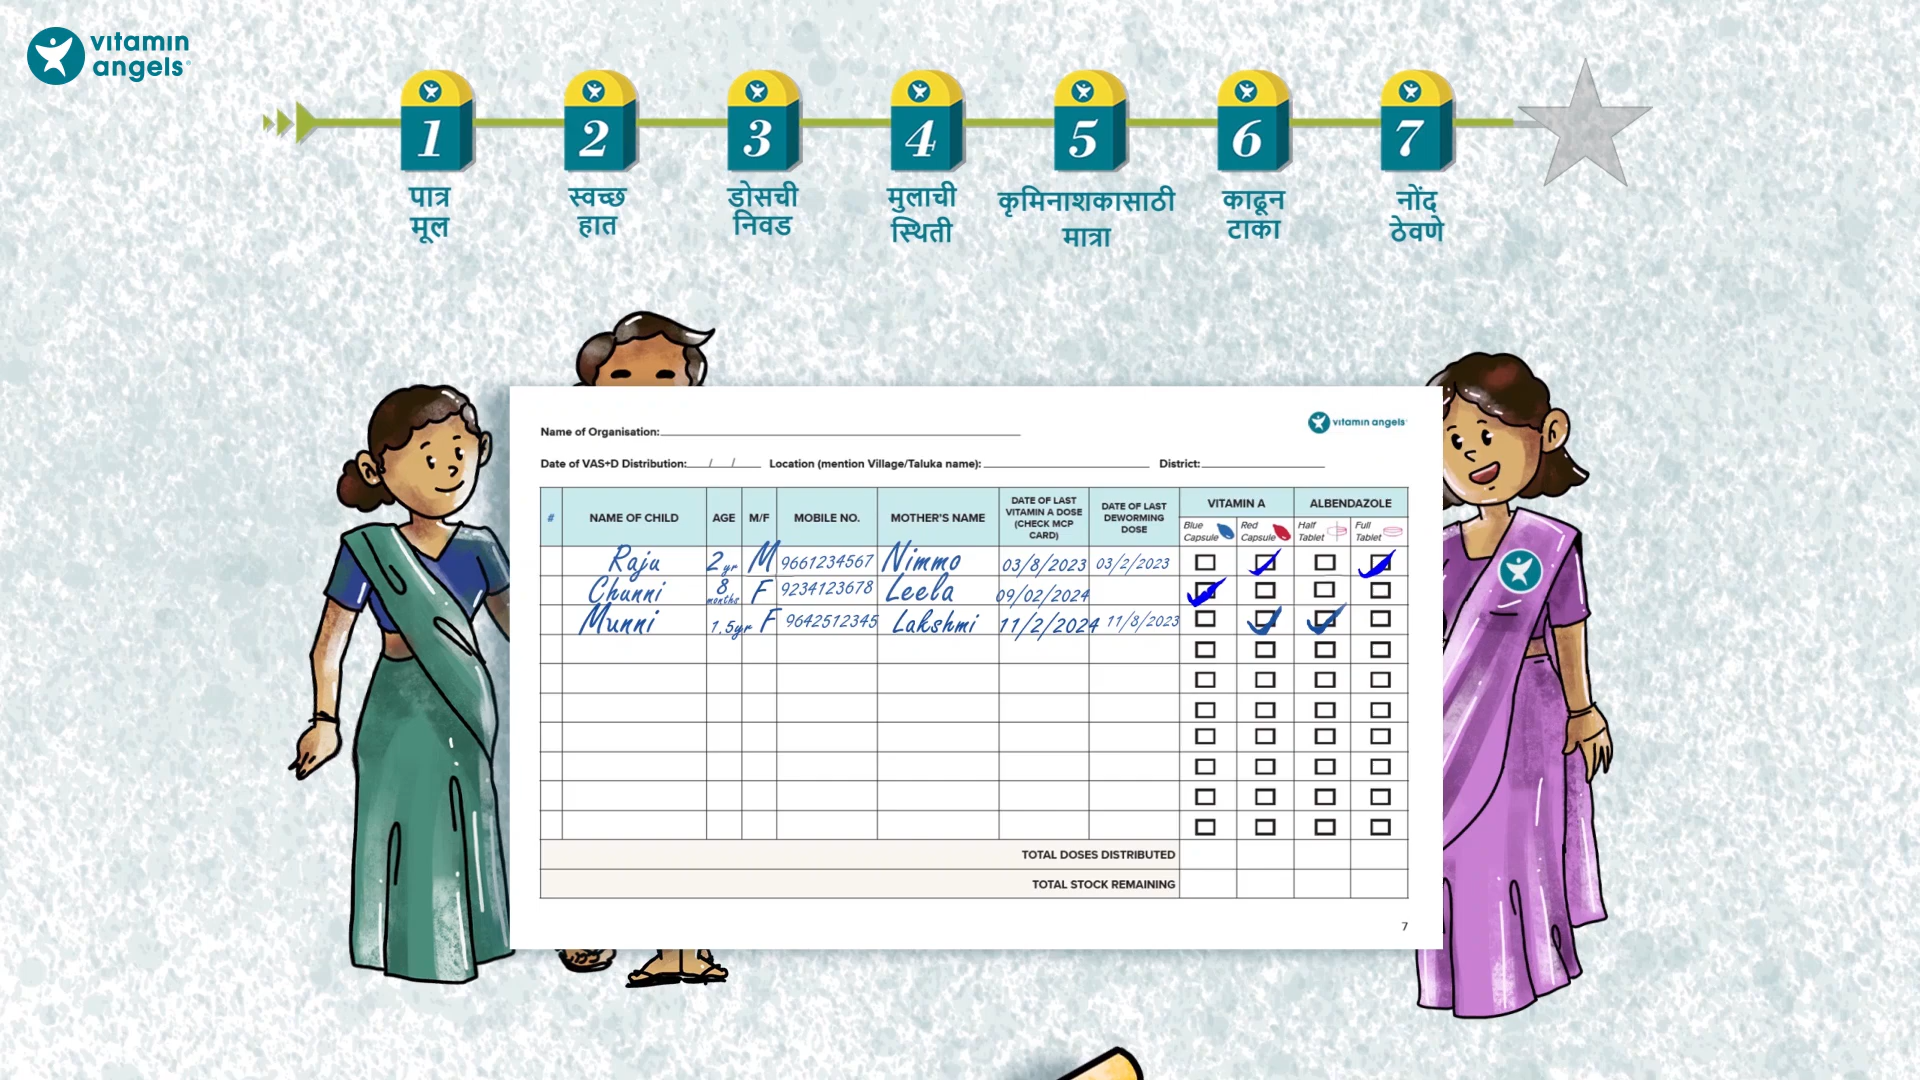 vitamin
angels
1 2 3 4 5 6 7
पात्र
मूल
स्वच्छ
हात
डोसची
निवड
मुलाची
स्थिती
कृमिनाशकासाठी
मात्रा
काढून
टाका
नोंद
ठेवणे
vitamin angels
Name of Organisation:
Date of VAS+D Distribution: / / Location (mention Village/Taluka name): District:
# NAME OF CHILD AGE M/F MOBILE NO. MOTHER'S NAME DATE OF LAST VITAMIN A DOSE (CHECK MCP CARD) DATE OF LAST DEWORMING DOSE VITAMIN A ALBENDAZOLE
Blue Capsule Red Capsule Half Tablet Full Tablet
Raju 2 yr M 9661234567 Nimmo 03/8/2023 03/2/2023
Chunni 8 months F 9234123678 Leela 09/02/2024
Munni 1.5yr F 9642512345 Lakshmi 11/2/2024 11/8/2023
TOTAL DOSES DISTRIBUTED
TOTAL STOCK REMAINING
7